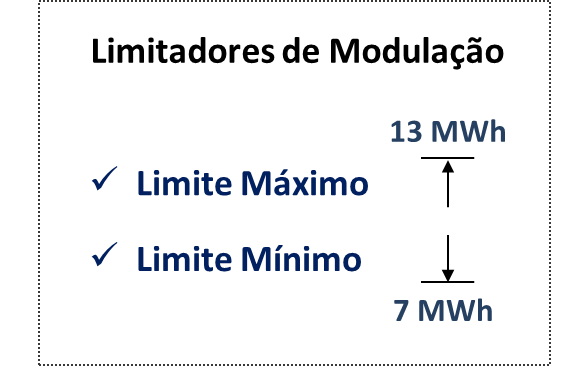 Limitadores de Modulação
13 MWh
✓ Limite Máximo
✓ Limite Mínimo
7 MWh